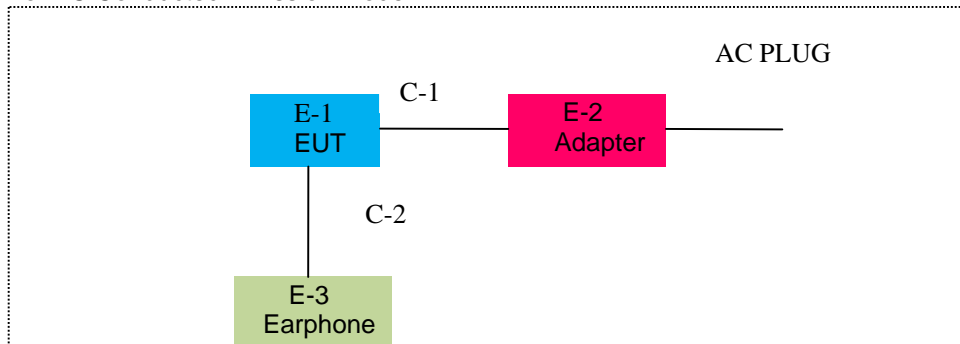 AC PLUG
C-1
E-1
EUT
E-2
Adapter
C-2
E-3
Earphone